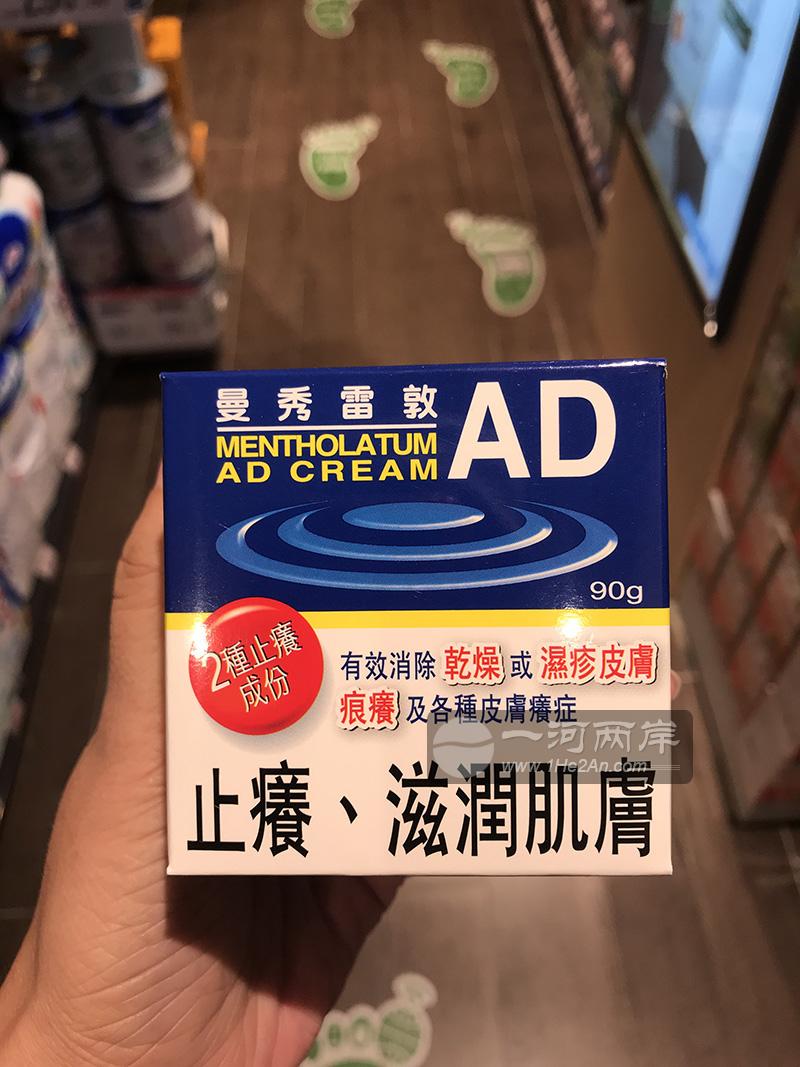 曼秀雷敦
MENTHOLATUM
AD CREAM
AD
90g
2種止癢
成份
有效消除 乾燥 或 濕疹皮膚
痕癢 及各種皮膚癢症
一河两岸
www.1He2An.com
止癢、滋潤肌膚